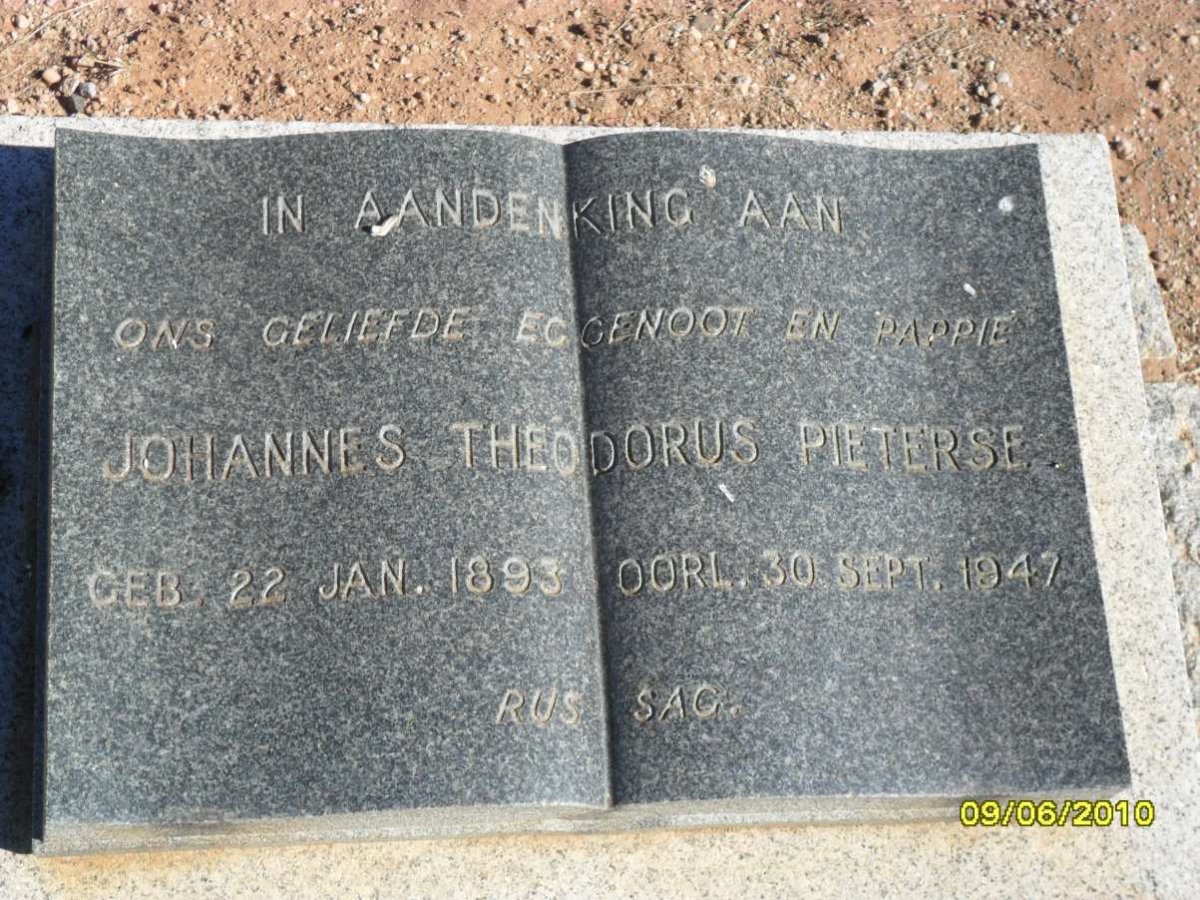 IN AANDENKING AAN
ONS GELIEFDE EGGENOOT EN PAPPIE
JOHANNES THEODORUS PIETERSE.
GEB. 22 JAN. 1893 OORL. 30 SEPT. 1947
RUS SAG.
09/06/2010